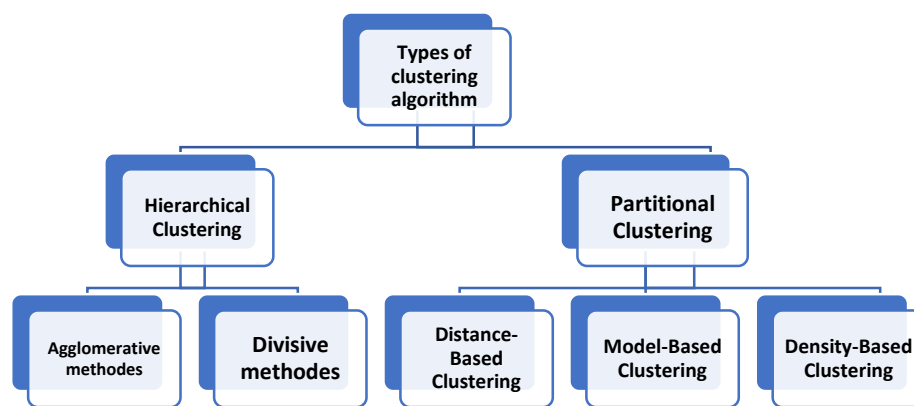 Types of
clustering
algorithm
Hierarchical
Clustering
Partitional
Clustering
Agglomerative
methodes
Divisive
methodes
Distance-
Based
Clustering
Model-Based
Clustering
Density-Based
Clustering